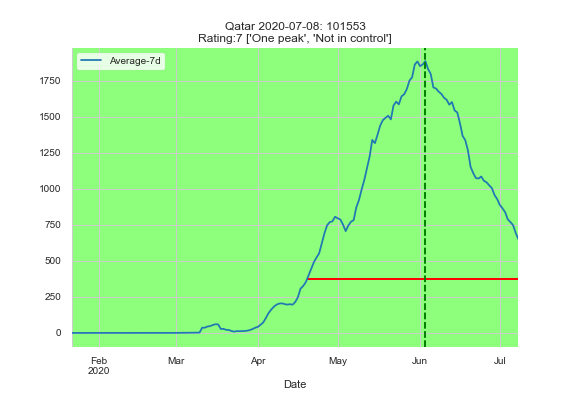 Qatar 2020-07-08: 101553
Rating:7 ['One peak', 'Not in control']
Average-7d
1750
1500
1250
1000
750
500
250
0
Feb
2020
Mar
Apr
May
Jun
Jul
Date